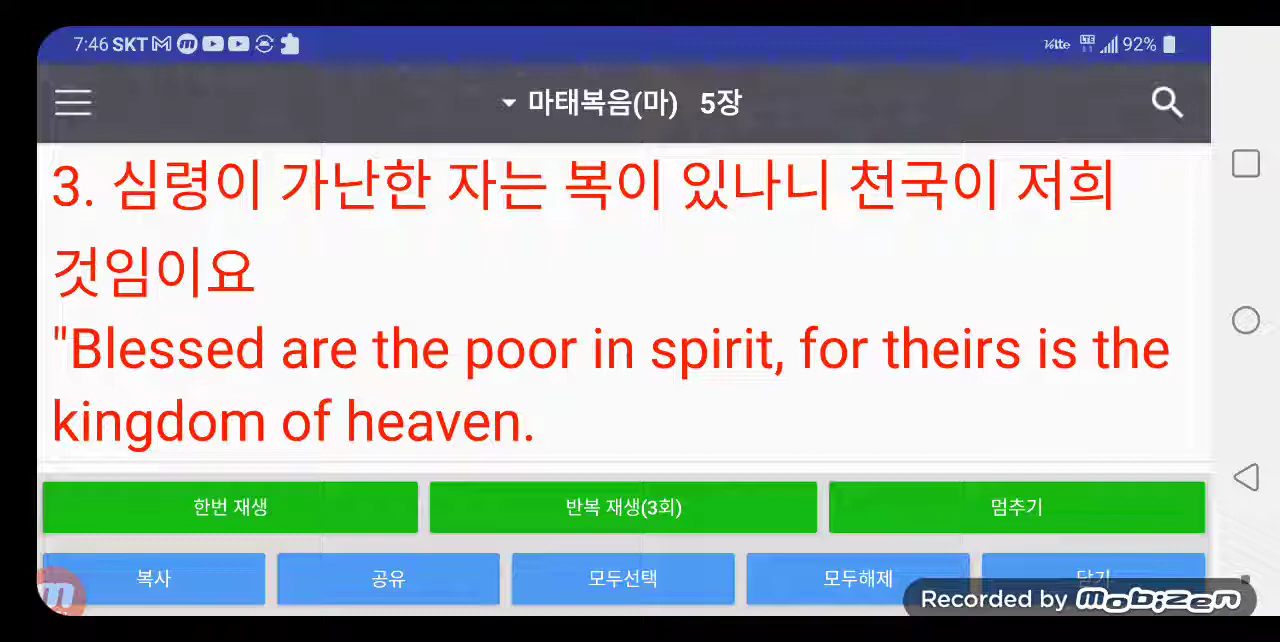 7:46 SKT
92%
마태복음(마) 5장
3. 심령이 가난한 자는 복이 있나니 천국이 저희
것임이요
"Blessed are the poor in spirit, for theirs is the
kingdom of heaven.
한번 재생 반복 재생(3회) 멈추기
복사 공유 모두선택 모두해제 닫기
Recorded by Mobizen